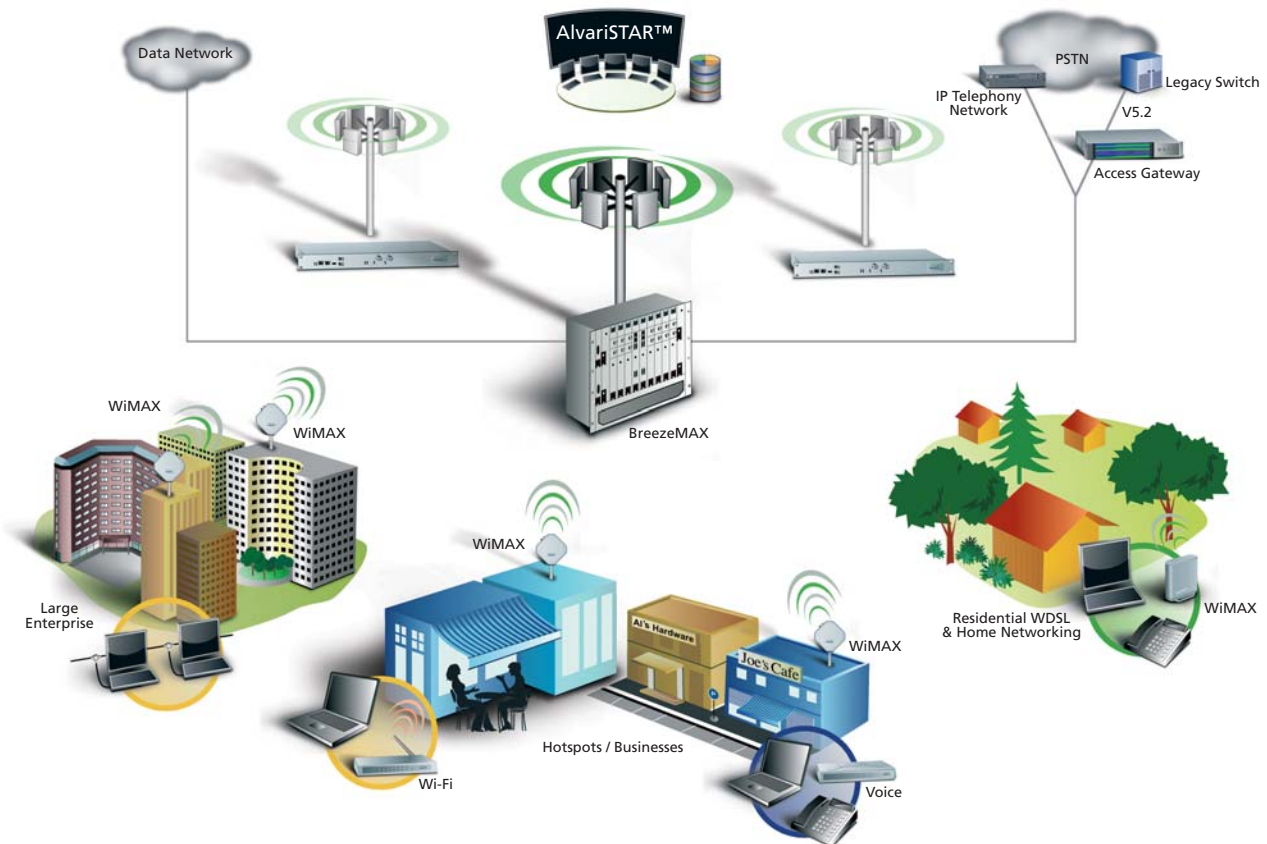 AlvariSTAR™
Data Network
PSTN
IP Telephony
Network
Legacy Switch
V5.2
Access Gateway
BreezeMAX
WiMAX
WiMAX
Large
Enterprise
WiMAX
Al's Hardware
Joe's Cafe
WiMAX
Hotspots / Businesses
Wi-Fi
Voice
Residential WDSL
& Home Networking
WiMAX